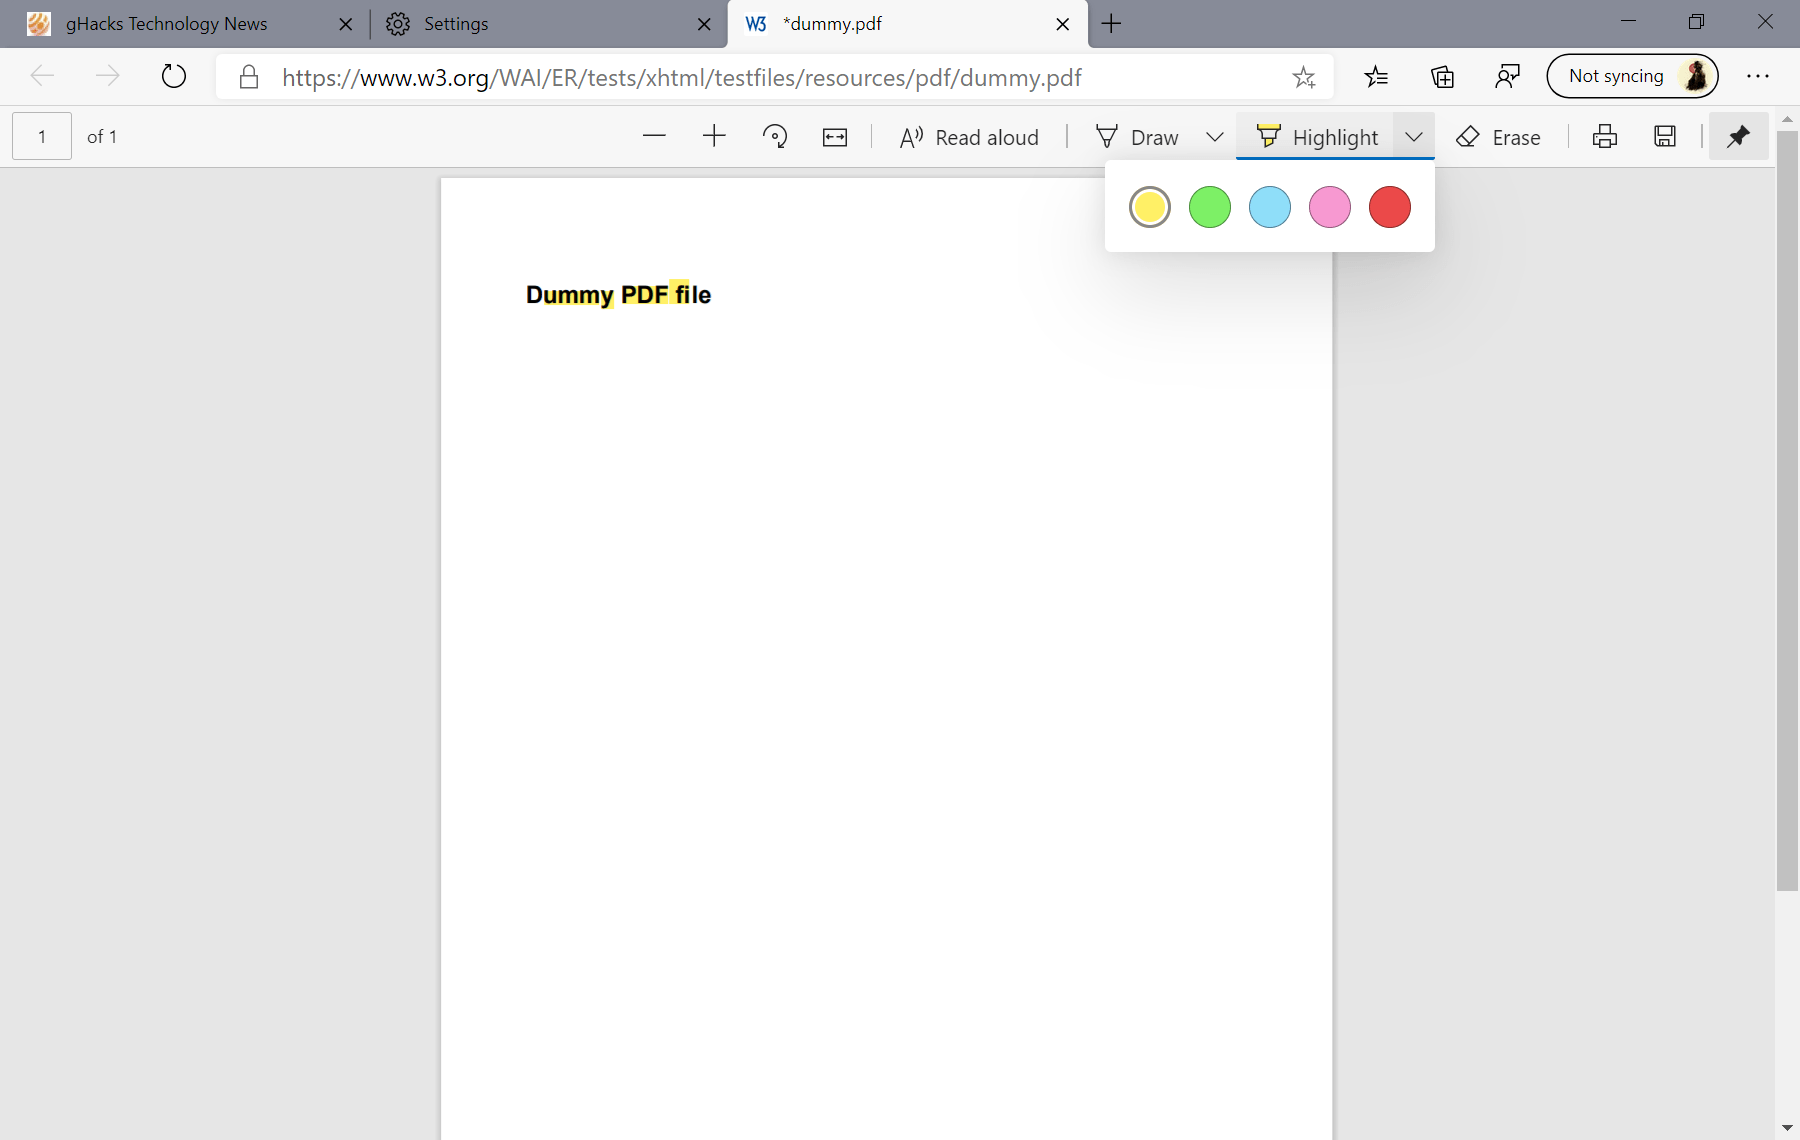 gHacks Technology News
Settings
W3 *dummy.pdf
https://www.w3.org/WAI/ER/tests/xhtml/testfiles/resources/pdf/dummy.pdf
Not syncing
1 of 1
A Read aloud
Draw
Highlight
Erase
Dummy PDF file